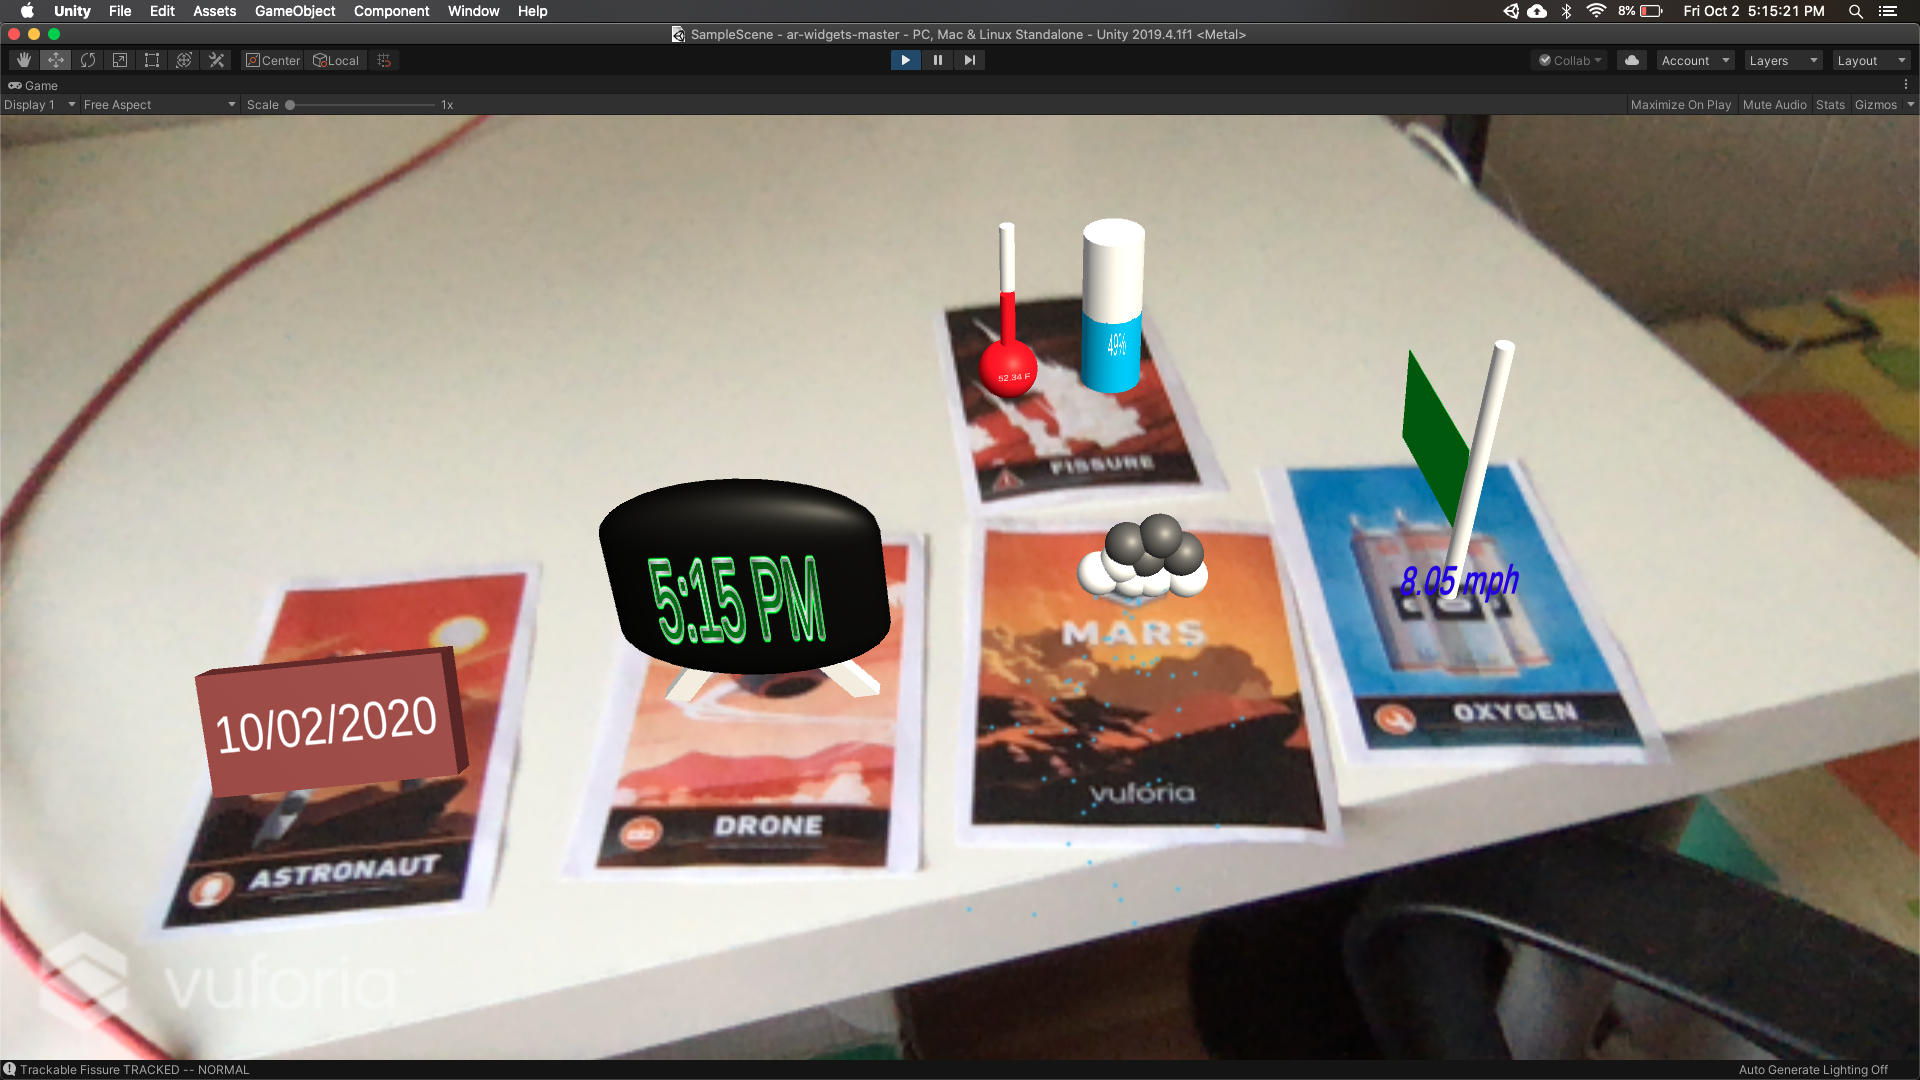 Unity File Edit Assets GameObject Component Window Help 8% Fri Oct 2 5:15:21 PM
SampleScene - ar-widgets-master - PC, Mac & Linux Standalone - Unity 2019.4.1f1 <Metal>
Center Local Collab Account Layers Layout
Game
Display 1 Free Aspect Scale 1x Maximize On Play Mute Audio Stats Gizmos
49%
52.34 F
FISSURE
5:15 PM
8.05 mph
MARS
10/02/2020
OXYGEN
vuforia
DRONE
ASTRONAUT
vuforia
Trackable Fissure TRACKED -- NORMAL Auto Generate Lighting Off